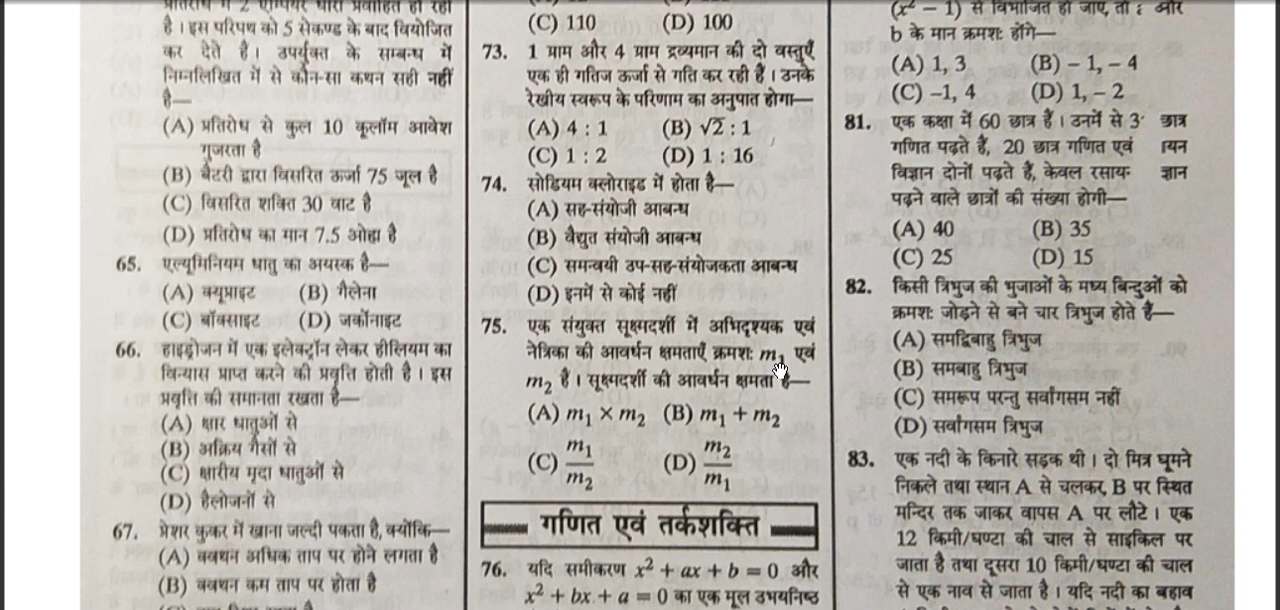 प्रतिरोध में 2 एम्पियर धारा प्रवाहित हो रही
है । इस परिपथ को 5 सेकण्ड के बाद वियोजित
कर देते हैं । उपर्युक्त के सम्बन्ध में
निम्नलिखित में से कौन-सा कथन सही नहीं
है—
(A) प्रतिरोध से कुल 10 कूलॉम आवेश
गुजरता है
(B) बैटरी द्वारा विसरित ऊर्जा 75 जूल है
(C) विसरित शक्ति 30 वाट है
(D) प्रतिरोध का मान 7.5 ओह्म है
65. एल्यूमिनियम धातु का अयस्क है—
(A) क्यूप्राइट (B) गैलेना
(C) बॉक्साइट (D) जर्कोनाइट
66. हाइड्रोजन में एक इलेक्ट्रॉन लेकर हीलियम का
विन्यास प्राप्त करने की प्रवृत्ति होती है । इस
प्रवृत्ति की समानता रखता है—
(A) क्षार धातुओं से
(B) अक्रिय गैसों से
(C) क्षारीय मृदा धातुओं से
(D) हैलोजनों से
67. प्रेशर कुकर में खाना जल्दी पकता है, क्योंकि—
(A) क्वथन अधिक ताप पर होने लगता है
(B) क्वथन कम ताप पर होता है
(C) 110 (D) 100
73. 1 ग्राम और 4 ग्राम द्रव्यमान की दो वस्तुएँ
एक ही गतिज ऊर्जा से गति कर रही हैं । उनके
रेखीय स्वरूप के परिणाम का अनुपात होगा—
(A) 4 : 1 (B) √2 : 1
(C) 1 : 2 (D) 1 : 16
74. सोडियम क्लोराइड में होता है—
(A) सह-संयोजी आबन्ध
(B) वैद्युत संयोजी आबन्ध
(C) समन्वयी उप-सह-संयोजकता आबन्ध
(D) इनमें से कोई नहीं
75. एक संयुक्त सूक्ष्मदर्शी में अभिदृश्यक एवं
नेत्रिका की आवर्धन क्षमताएँ क्रमशः m₁ एवं
m₂ हैं । सूक्ष्मदर्शी की आवर्धन क्षमता है—
(A) m₁ × m₂ (B) m₁ + m₂
(C) m₁/m₂ (D) m₂/m₁
गणित एवं तर्कशक्ति
76. यदि समीकरण x² + ax + b = 0 और
x² + bx + a = 0 का एक मूल उभयनिष्ठ
(x² – 1) से विभाजित हो जाए, तो और
b के मान क्रमशः होंगे—
(A) 1, 3 (B) – 1, – 4
(C) –1, 4 (D) 1, – 2
81. एक कक्षा में 60 छात्र हैं । उनमें से 3 छात्र
गणित पढ़ते हैं, 20 छात्र गणित एवं यन
विज्ञान दोनों पढ़ते हैं, केवल रसाय ज्ञान
पढ़ने वाले छात्रों की संख्या होगी—
(A) 40 (B) 35
(C) 25 (D) 15
82. किसी त्रिभुज की भुजाओं के मध्य बिन्दुओं को
क्रमशः जोड़ने से बने चार त्रिभुज होते हैं—
(A) समद्विबाहु त्रिभुज
(B) समबाहु त्रिभुज
(C) समरूप परन्तु सर्वांगसम नहीं
(D) सर्वांगसम त्रिभुज
83. एक नदी के किनारे सड़क थी । दो मित्र घूमने
निकले तथा स्थान A से चलकर B पर स्थित
मन्दिर तक जाकर वापस A पर लौटे । एक
12 किमी/घण्टा की चाल से साइकिल पर
जाता है तथा दूसरा 10 किमी/घण्टा की चाल
से एक नाव से जाता है । यदि नदी का बहाव